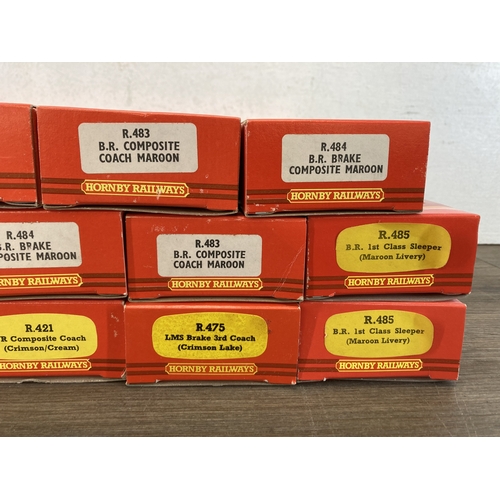 R.483
B.R. COMPOSITE
COACH MAROON
HORNBY RAILWAYS
R.484
B.R. BRAKE
COMPOSITE MAROON
HORNBY RAILWAYS
R.484
B.R. BRAKE
POSITE MAROON
HORNBY RAILWAYS
R.483
B.R. COMPOSITE
COACH MAROON
HORNBY RAILWAYS
R.485
B.R. 1st Class Sleeper
(Maroon Livery)
HORNBY RAILWAYS
R.421
R Composite Coach
(Crimson/Cream)
HORNBY RAILWAYS
R.475
LMS Brake 3rd Coach
(Crimson Lake)
HORNBY RAILWAYS
R.485
B.R. 1st Class Sleeper
(Maroon Livery)
HORNBY RAILWAYS